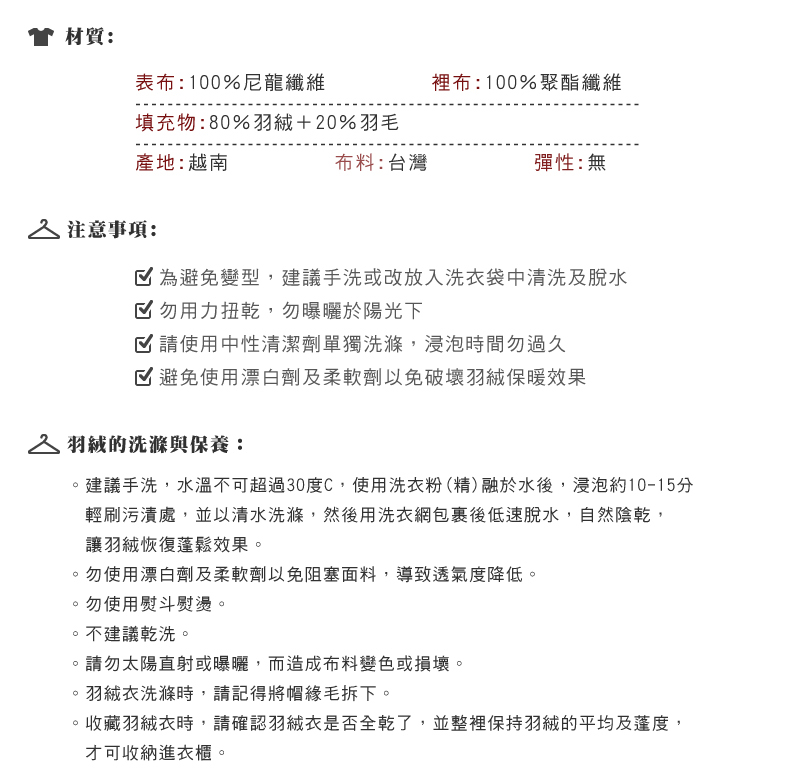 材質:
表布:100%尼龍纖維 裡布:100%聚酯纖維
填充物:80%羽絨＋20%羽毛
產地:越南 布料:台灣 彈性:無
注意事項:
為避免變型，建議手洗或改放入洗衣袋中清洗及脫水
勿用力扭乾，勿曝曬於陽光下
請使用中性清潔劑單獨洗滌，浸泡時間勿過久
避免使用漂白劑及柔軟劑以免破壞羽絨保暖效果
羽絨的洗滌與保養：
。建議手洗，水溫不可超過30度C，使用洗衣粉(精)融於水後，浸泡約10-15分
輕刷污漬處，並以清水洗滌，然後用洗衣網包裹後低速脫水，自然陰乾，
讓羽絨恢復蓬鬆效果。
。勿使用漂白劑及柔軟劑以免阻塞面料，導致透氣度降低。
。勿使用熨斗熨燙。
。不建議乾洗。
。請勿太陽直射或曝曬，而造成布料變色或損壞。
。羽絨衣洗滌時，請記得將帽緣毛拆下。
。收藏羽絨衣時，請確認羽絨衣是否全乾了，並整裡保持羽絨的平均及蓬度，
才可收納進衣櫃。